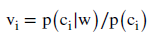 vᵢ = p(cᵢ|w)/p(cᵢ)